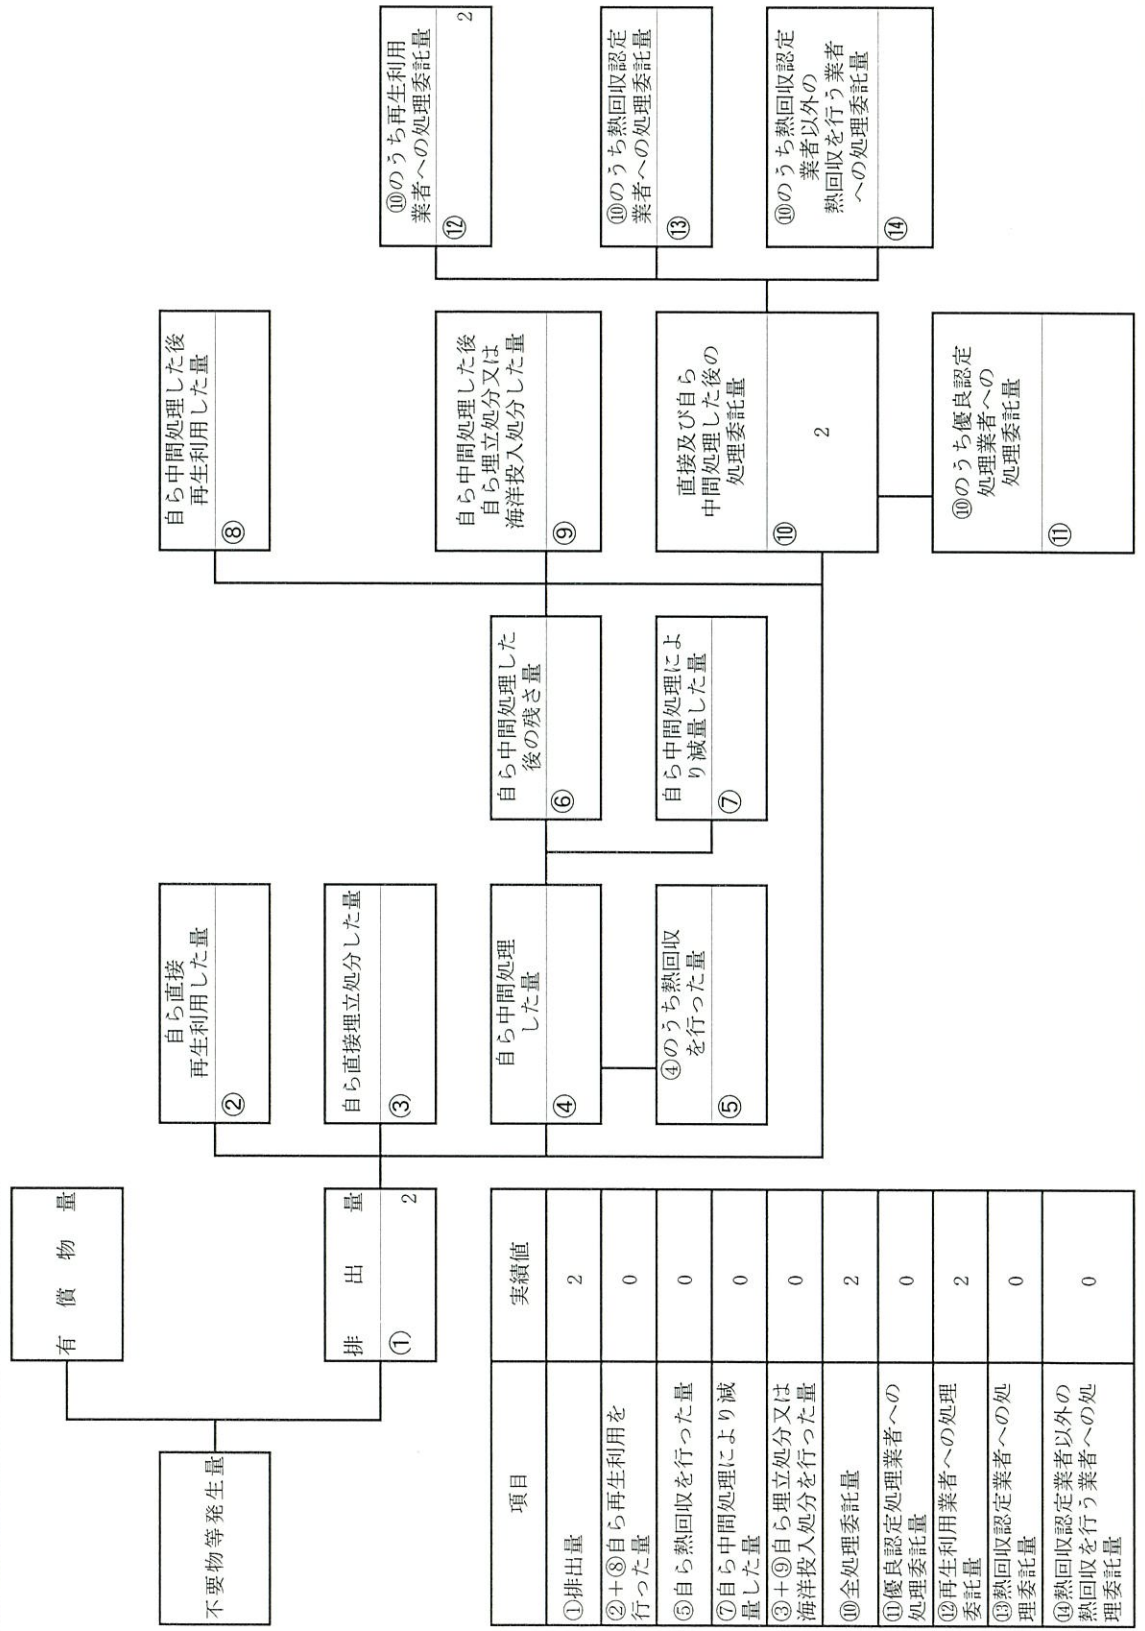 不要物等発生量
有償物量
排出量
① 2
自ら直接
再生利用した量
②
自ら直接埋立処分した量
③
自ら中間処理
した量
④
④のうち熱回収
を行った量
⑤
自ら中間処理した
後の残さ量
⑥
自ら中間処理によ
り減量した量
⑦
自ら中間処理した後
再生利用した量
⑧
自ら中間処理した後
自ら埋立処分又は
海洋投入処分した量
⑨
直接及び自ら
中間処理した後の
処理委託量
⑩ 2
⑩のうち優良認定
処理業者への
処理委託量
⑪
⑩のうち再生利用
業者への処理委託量
⑫ 2
⑩のうち熱回収認定
業者への処理委託量
⑬
⑩のうち熱回収認定
業者以外の
熱回収を行う業者
への処理委託量
⑭
項目 実績値
①排出量 2
②+⑧自ら再生利用を
行った量 0
⑤自ら熱回収を行った量 0
⑦自ら中間処理により減
量した量 0
③+⑨自ら埋立処分又は
海洋投入処分を行った量 0
⑩全処理委託量 2
⑪優良認定処理業者への
処理委託量 0
⑫再生利用業者への処理
委託量 2
⑬熱回収認定業者への処
理委託量 0
⑭熱回収認定業者以外の
熱回収を行う業者への処
理委託量 0